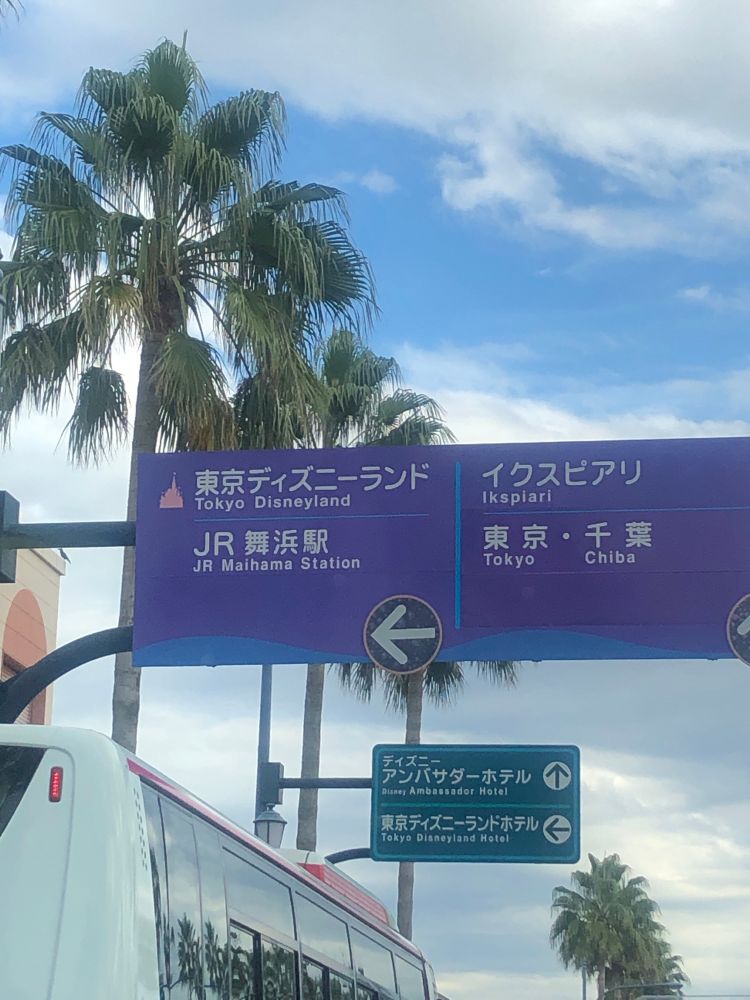 東京ディズニーランド
Tokyo Disneyland
JR 舞浜駅
JR Maihama Station
イクスピアリ
Ikspiari
東京・千葉
Tokyo Chiba
ディズニー
アンバサダーホテル
Disney Ambassador Hotel
東京ディズニーランドホテル
Tokyo Disneyland Hotel